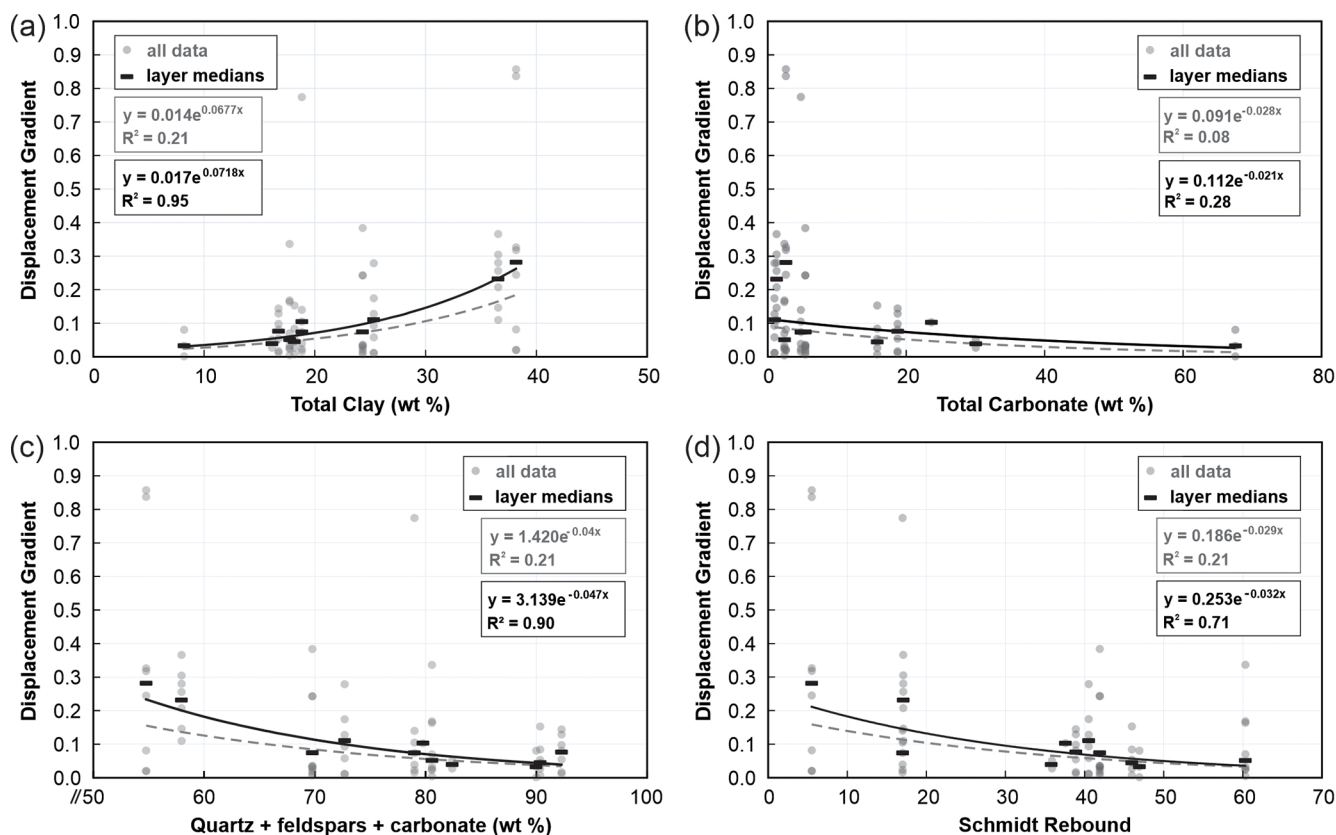 (a)
1.0
0.9
0.8
0.7
0.6
0.5
0.4
0.3
0.2
0.1
0.0
Displacement Gradient
all data
layer medians
y = 0.014e^0.0677x
R² = 0.21
y = 0.017e^0.0718x
R² = 0.95
0 10 20 30 40 50
Total Clay (wt %)
(b)
1.0
0.9
0.8
0.7
0.6
0.5
0.4
0.3
0.2
0.1
0.0
Displacement Gradient
all data
layer medians
y = 0.091e^-0.028x
R² = 0.08
y = 0.112e^-0.021x
R² = 0.28
0 20 40 60 80
Total Carbonate (wt %)
(c)
1.0
0.9
0.8
0.7
0.6
0.5
0.4
0.3
0.2
0.1
0.0
Displacement Gradient
all data
layer medians
y = 1.420e^-0.04x
R² = 0.21
y = 3.139e^-0.047x
R² = 0.90
//50 60 70 80 90 100
Quartz + feldspars + carbonate (wt %)
(d)
1.0
0.9
0.8
0.7
0.6
0.5
0.4
0.3
0.2
0.1
0.0
Displacement Gradient
all data
layer medians
y = 0.186e^-0.029x
R² = 0.21
y = 0.253e^-0.032x
R² = 0.71
0 10 20 30 40 50 60 70
Schmidt Rebound